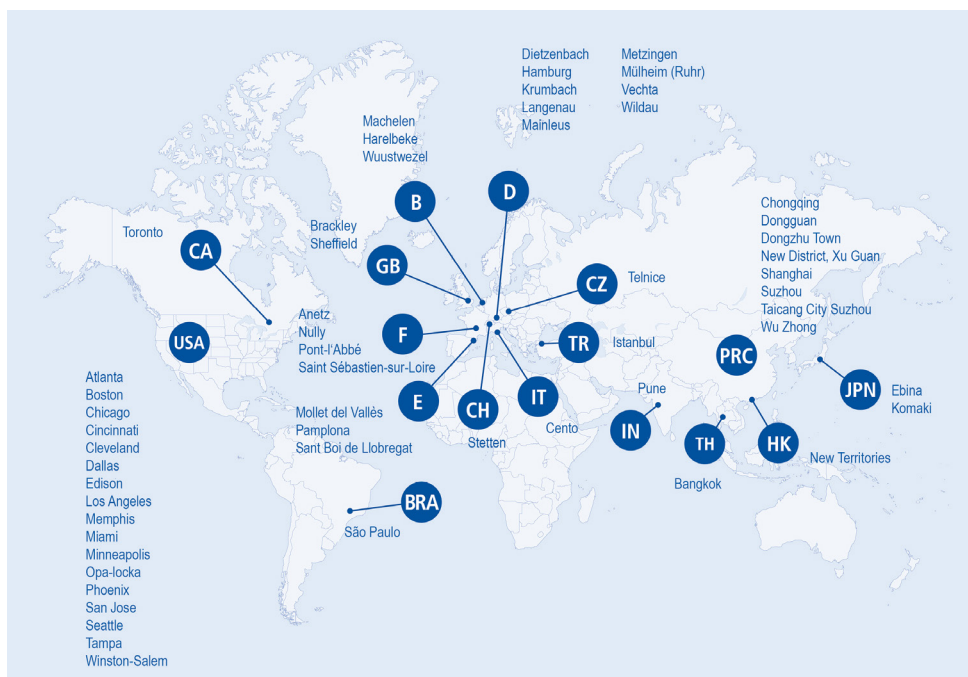 Dietzenbach
Hamburg
Krumbach
Langenau
Mainleus
Metzingen
Mülheim (Ruhr)
Vechta
Wildau
Machelen
Harelbeke
Wuustwezel
B
D
Toronto
CA
Brackley
Sheffield
GB
CZ
Telnice
Chongqing
Dongguan
Dongzhu Town
New District, Xu Guan
Shanghai
Suzhou
Taicang City Suzhou
Wu Zhong
PRC
USA
Atlanta
Boston
Chicago
Cincinnati
Cleveland
Dallas
Edison
Los Angeles
Memphis
Miami
Minneapolis
Opa-locka
Phoenix
San Jose
Seattle
Tampa
Winston-Salem
Anetz
Nully
Pont-l‘Abbé
Saint Sébastien-sur-Loire
F
TR
Istanbul
Mollet del Vallès
Pamplona
Sant Boi de Llobregat
E
CH
Stetten
IT
Cento
Pune
IN
TH
Bangkok
HK
New Territories
JPN
Ebina
Komaki
BRA
São Paulo